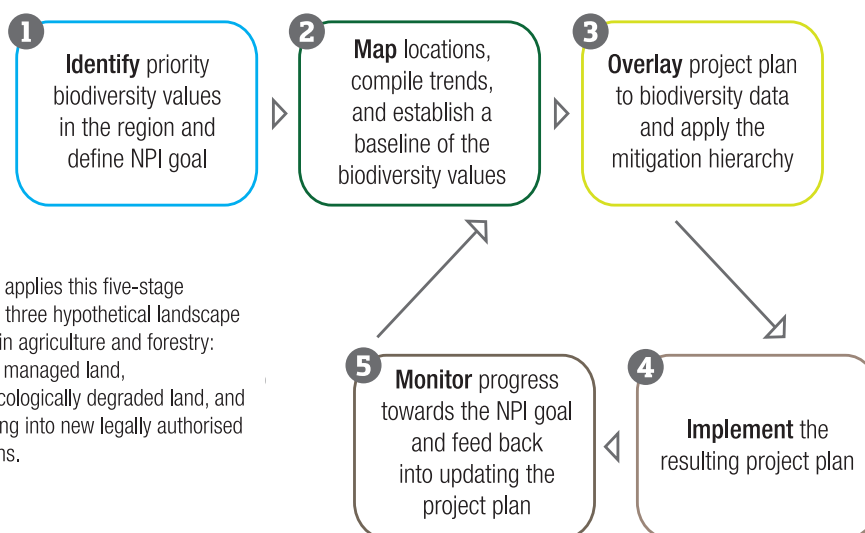 1
Identify priority
biodiversity values
in the region and
define NPI goal
2
Map locations,
compile trends,
and establish a
baseline of the
biodiversity values
3
Overlay project plan
to biodiversity data
and apply the
mitigation hierarchy
applies this five-stage
three hypothetical landscape
in agriculture and forestry:
managed land,
cologically degraded land, and
ng into new legally authorised
ns.
5
Monitor progress
towards the NPI goal
and feed back
into updating the
project plan
4
Implement the
resulting project plan